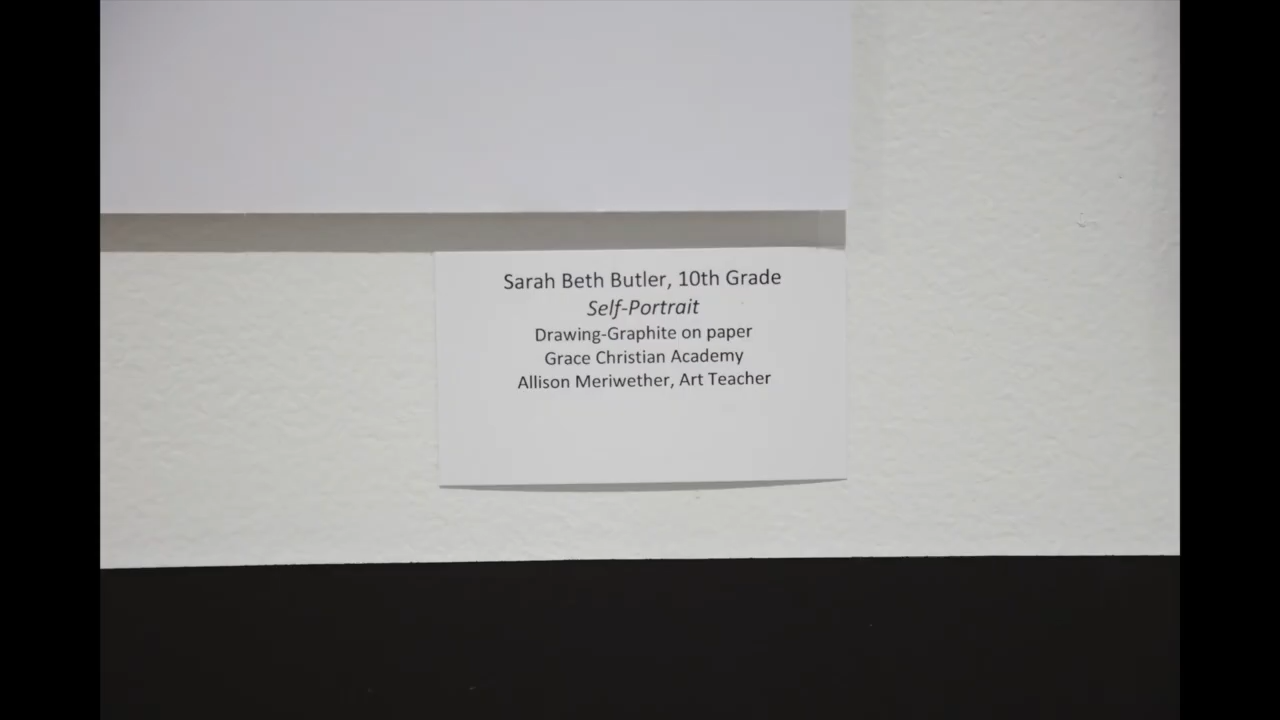 Sarah Beth Butler, 10th Grade
Self-Portrait
Drawing-Graphite on paper
Grace Christian Academy
Allison Meriwether, Art Teacher